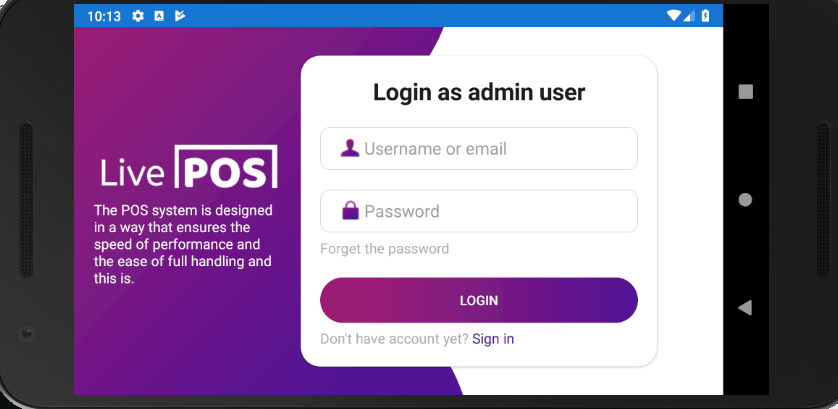 10:13
Login as admin user
Username or email
Live POS
Password
The POS system is designed
in a way that ensures the
speed of performance and
the ease of full handling and
this is.
Forget the password
LOGIN
Don't have account yet? Sign in